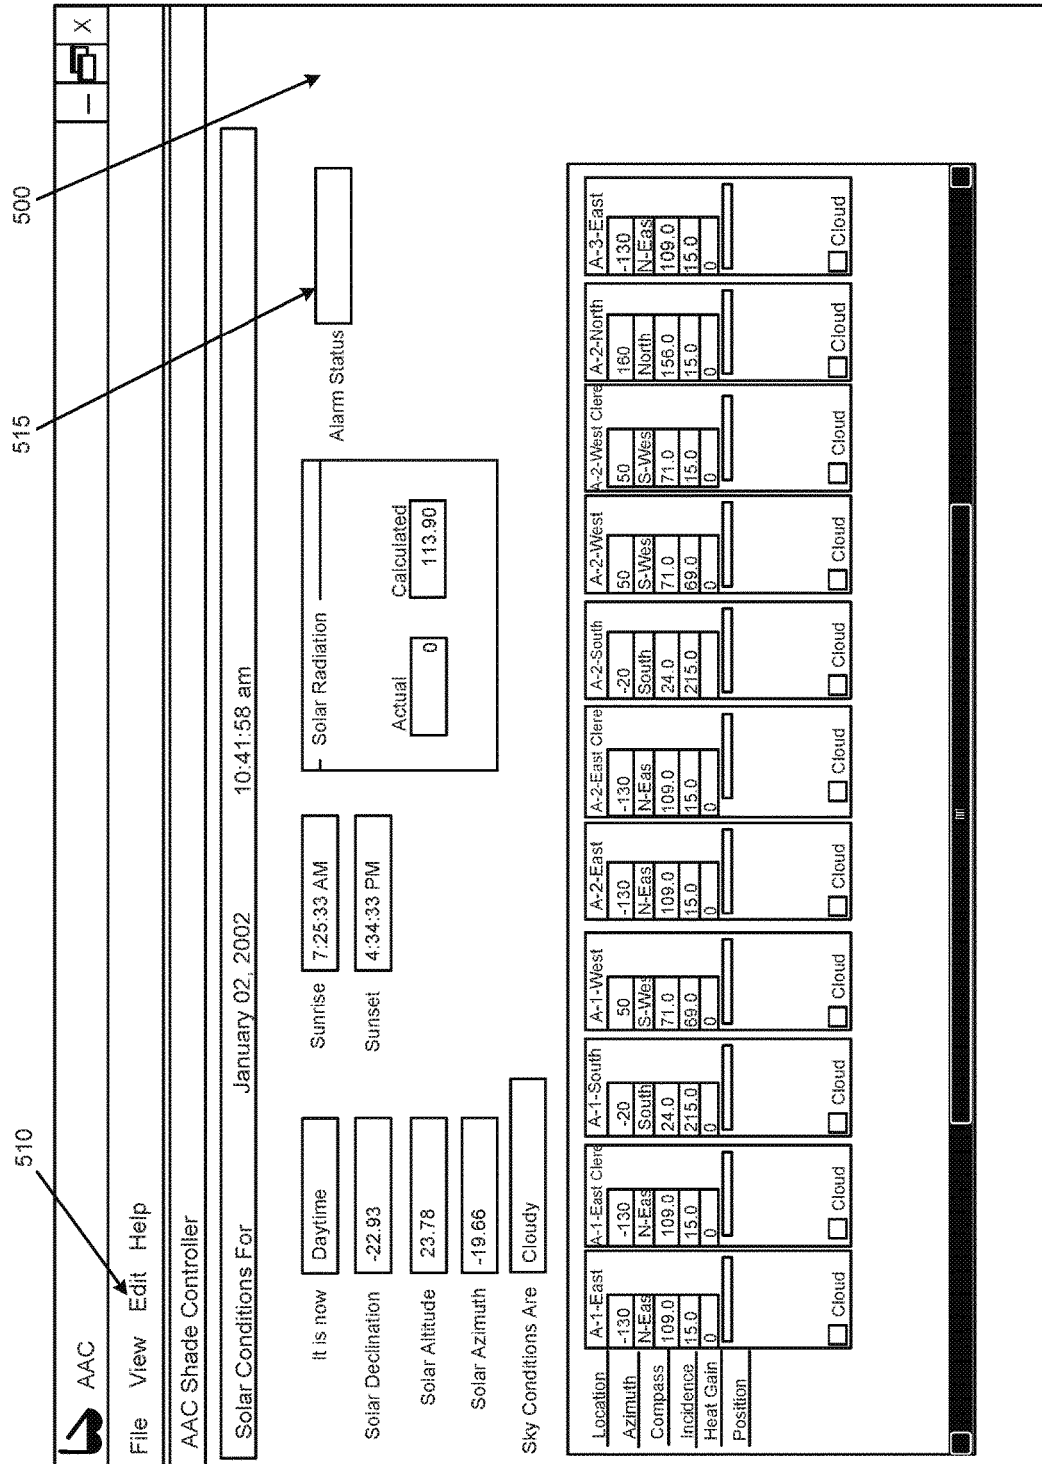 500
515
510
AAC
File View Edit Help
AAC Shade Controller
Solar Conditions For January 02, 2002 10:41:58 am
It is now Daytime
Solar Declination -22.93
Solar Altitude 23.78
Solar Azimuth -19.66
Sky Conditions Are Cloudy
Sunrise 7:25:33 AM
Sunset 4:34:33 PM
Solar Radiation
Actual Calculated
0 113.90
Alarm Status
Location A-1-East A-1-East Clere A-1-South A-1-West A-2-East A-2-East Clere A-2-South A-2-West A-2-West Clere A-2-North A-3-East
Azimuth -130 -130 -20 50 -130 -130 -20 50 50 160 -130
Compass N-Eas N-Eas South S-Wes N-Eas N-Eas South S-Wes S-Wes North N-Eas
Incidence 109.0 109.0 24.0 71.0 109.0 109.0 24.0 71.0 71.0 156.0 109.0
Heat Gain 15.0 15.0 215.0 69.0 15.0 15.0 215.0 69.0 15.0 15.0 15.0
Position 0 0 0 0 0 0 0 0 0 0 0
Cloud Cloud Cloud Cloud Cloud Cloud Cloud Cloud Cloud Cloud Cloud